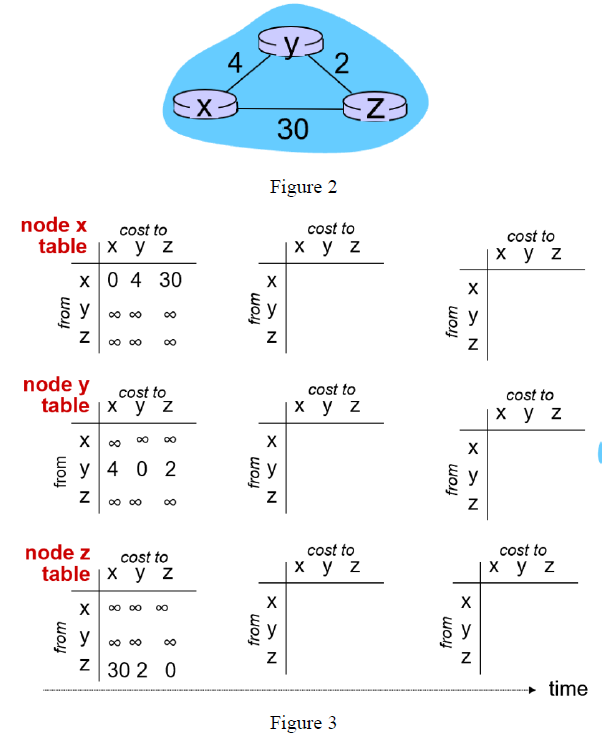 y
4 2
x z
30
Figure 2
node x table cost to
x y z
from
x 0 4 30
y ∞ ∞ ∞
z ∞ ∞ ∞
cost to
x y z
from
x
y
z
cost to
x y z
from
x
y
z
node y table cost to
x y z
from
x ∞ ∞ ∞
y 4 0 2
z ∞ ∞ ∞
cost to
x y z
from
x
y
z
cost to
x y z
from
x
y
z
node z table cost to
x y z
from
x ∞ ∞ ∞
y ∞ ∞ ∞
z 30 2 0
cost to
x y z
from
x
y
z
cost to
x y z
from
x
y
z
time
Figure 3